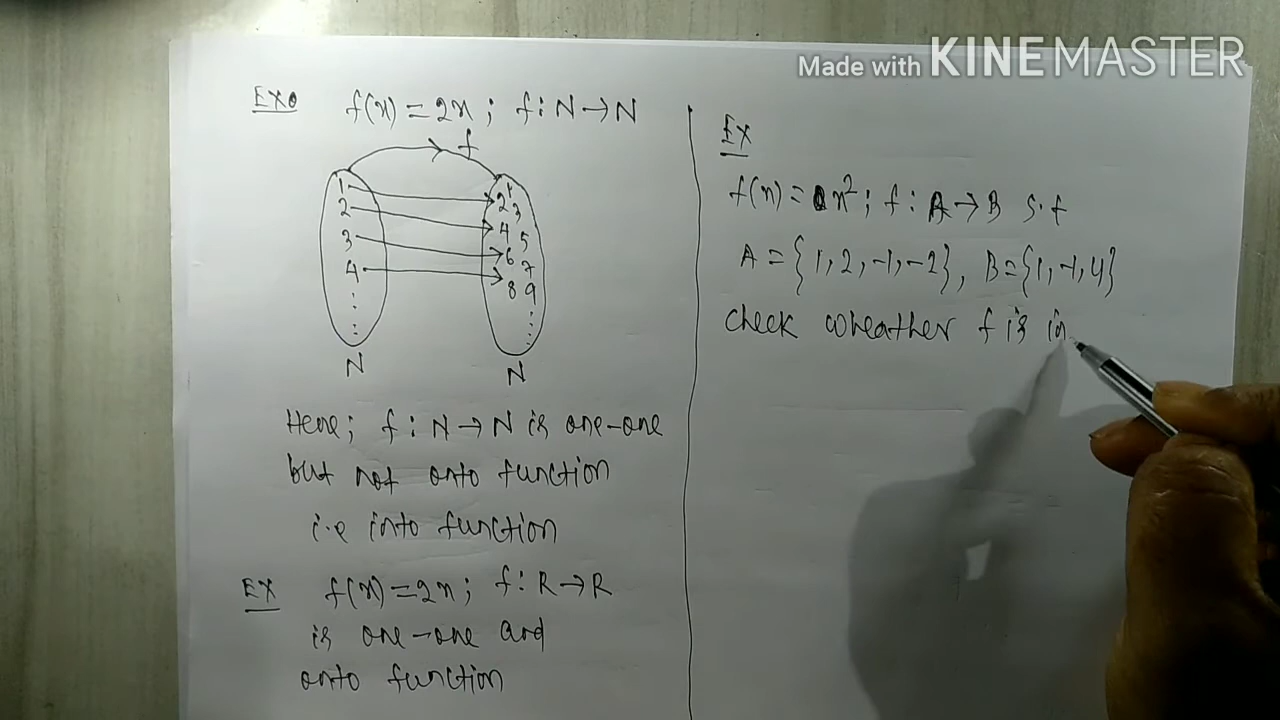 Made with KINEMASTER
Ex.
f(x) = 2x ; f : N → N
f
1
2
3
4
⋮
N
2 1
3
4 5
6 7
8 9
⋮
N
Here; f : N → N is one-one
but not onto function
i.e into function
Ex f(x) = 2x ; f : R → R
is one-one and
onto function
Ex
f(x) = x² ; f : A → B s.t
A = {1, 2, -1, -2}, B = {1, -1, 4}
check wheather f is in